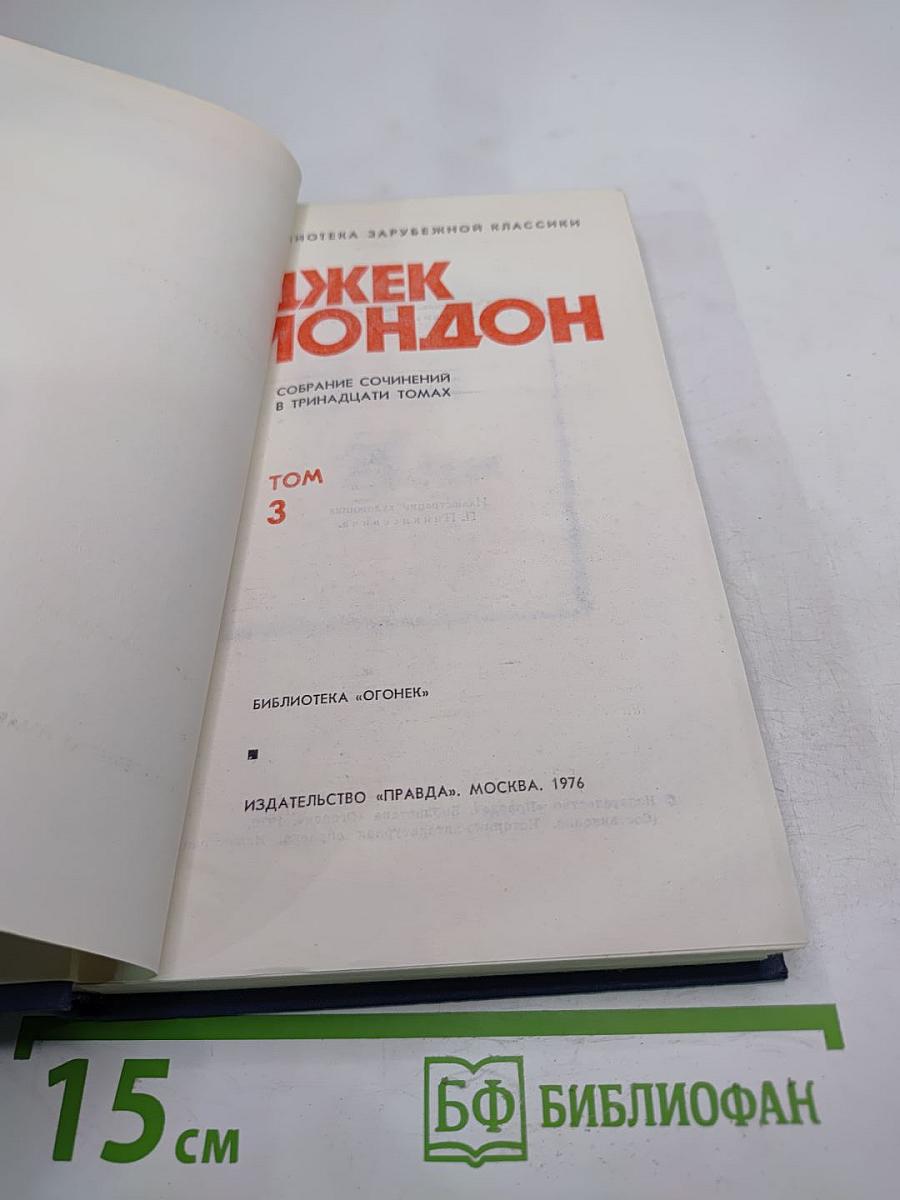 ИОТЕКА ЗАРУБЕЖНОЙ КЛАССИКИ
ДЖЕК
ЛОНДОН
СОБРАНИЕ СОЧИНЕНИЙ
В ТРИНАДЦАТИ ТОМАХ
ТОМ
3
БИБЛИОТЕКА «ОГОНЕК»
ИЗДАТЕЛЬСТВО «ПРАВДА». МОСКВА. 1976
15 см
БФ БИБЛИОФАН